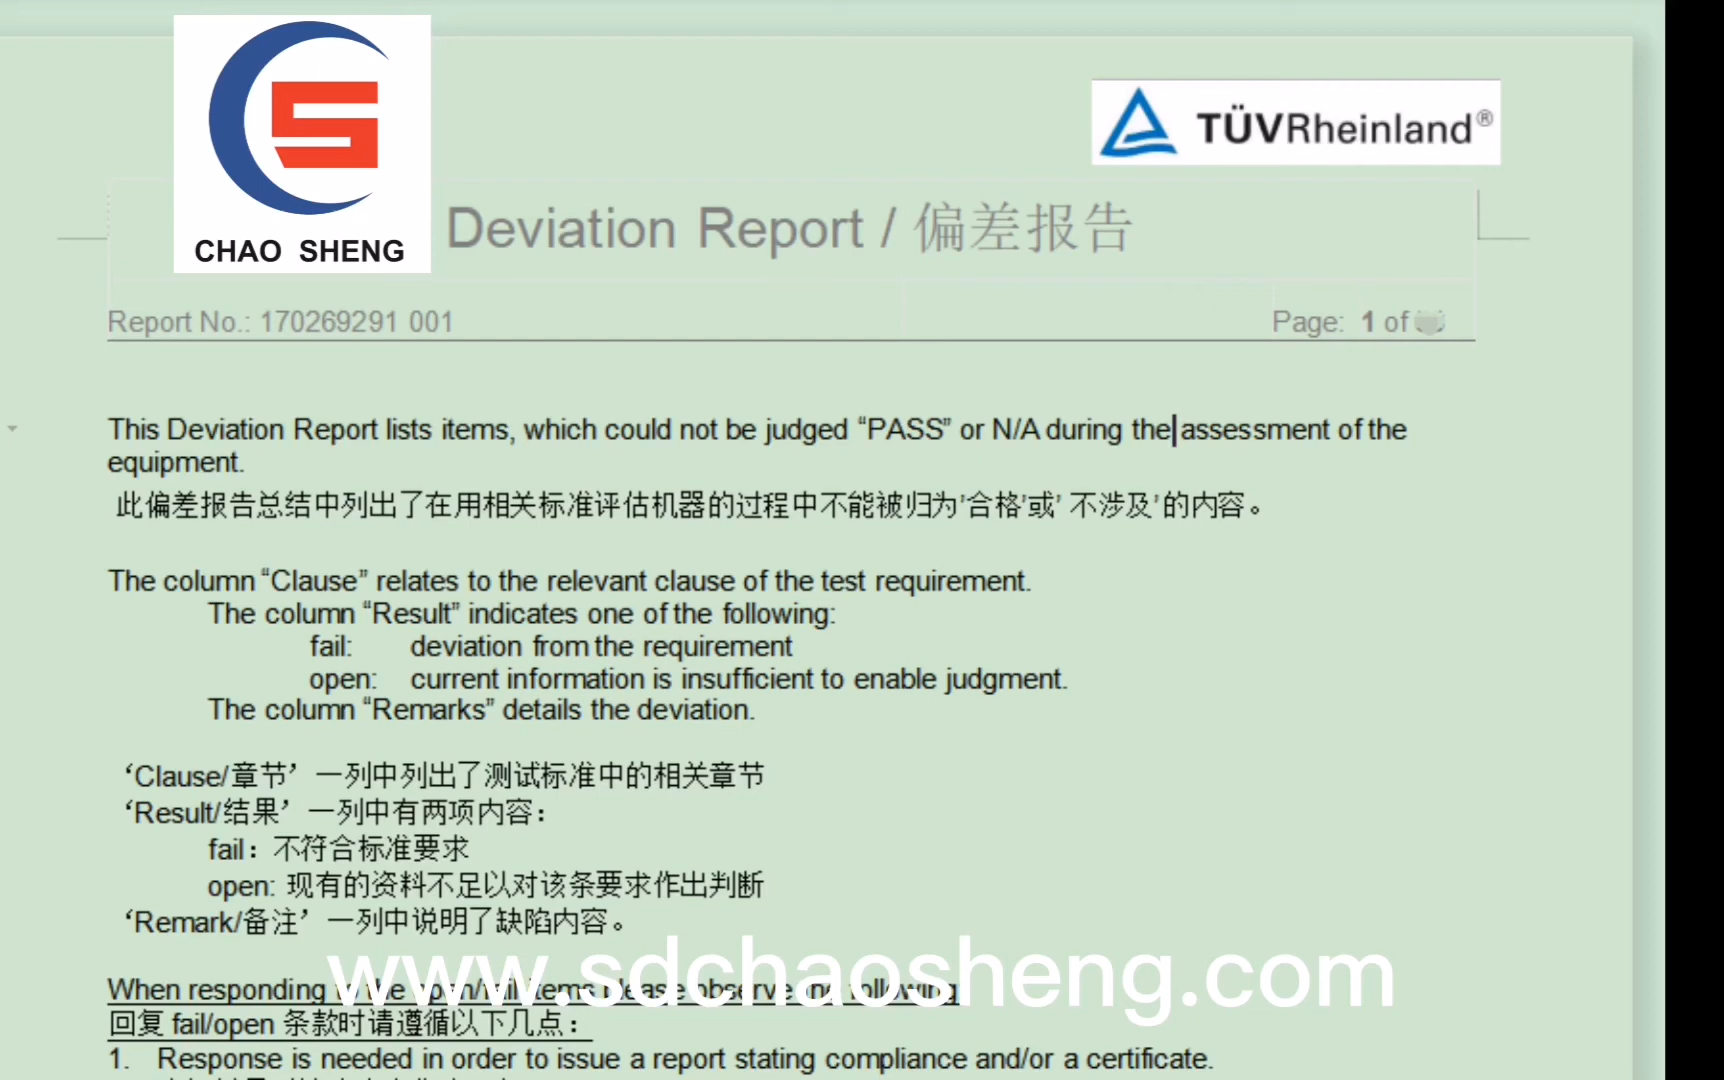 CHAO SHENG
TÜVRheinland®
Deviation Report / 偏差报告
Report No.: 170269291 001
Page: 1 of
This Deviation Report lists items, which could not be judged “PASS” or N/A during the assessment of the
equipment.
此偏差报告总结中列出了在用相关标准评估机器的过程中不能被归为'合格'或' 不涉及'的内容。
The column “Clause” relates to the relevant clause of the test requirement.
The column “Result” indicates one of the following:
fail: deviation from the requirement
open: current information is insufficient to enable judgment.
The column “Remarks” details the deviation.
‘Clause/章节’ 一列中列出了测试标准中的相关章节
‘Result/结果’ 一列中有两项内容：
fail：不符合标准要求
open: 现有的资料不足以对该条要求作出判断
‘Remark/备注’ 一列中说明了缺陷内容。
www.sdchaosheng.com
When responding to the open/fail items please observe the following
回复 fail/open 条款时请遵循以下几点：
1. Response is needed in order to issue a report stating compliance and/or a certificate.